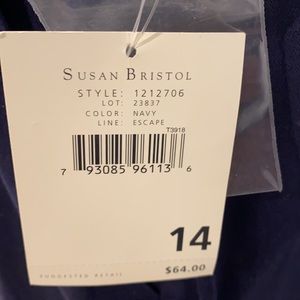 SUSAN BRISTOL
STYLE: 1212706
LOT: 23837
COLOR: NAVY
LINE: ESCAPE
T3918
7 93085 96113 6
14
SUGGESTED RETAIL
$64.00